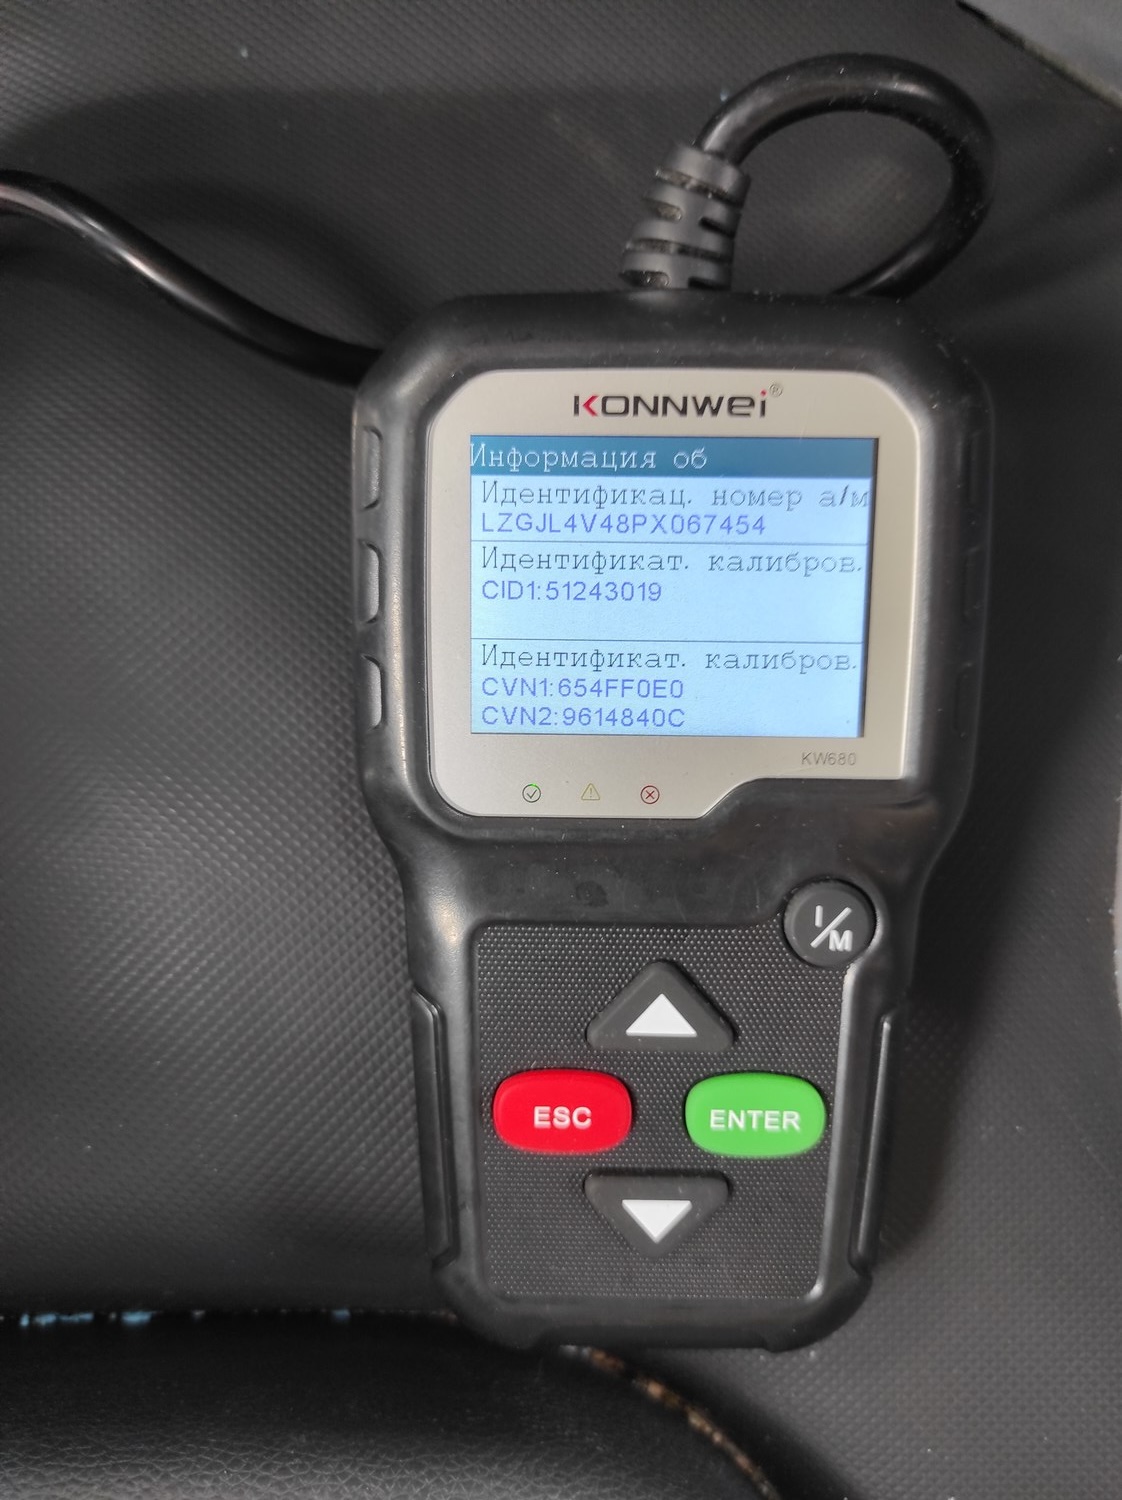 KONNWEI®
Информация об
Идентификац. номер а/м
LZGJL4V48PX067454
Идентификат. калибров.
CID1:51243019
Идентификат. калибров.
CVN1:654FF0E0
CVN2:9614840C
KW680
I/M
ESC
ENTER